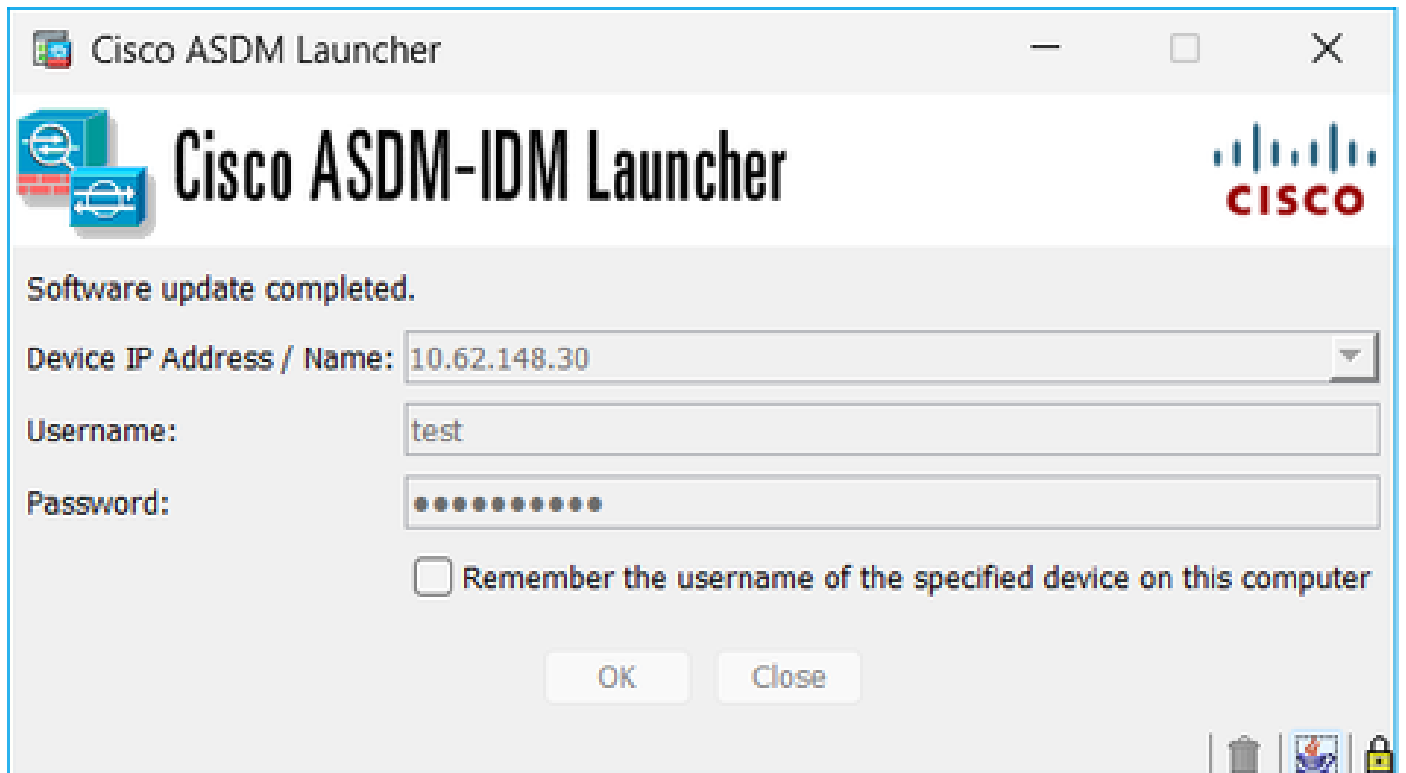 Cisco ASDM Launcher
Cisco ASDM-IDM Launcher
CISCO
Software update completed.
Device IP Address / Name: 10.62.148.30
Username: test
Password: ••••••••••
Remember the username of the specified device on this computer
OK Close